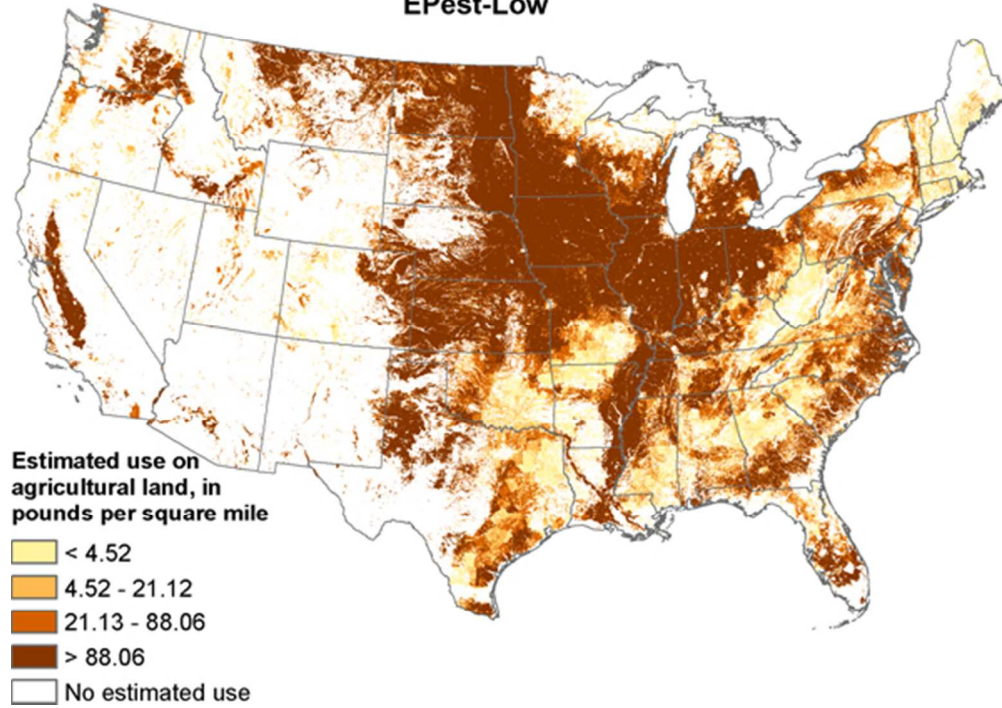 EPest-Low
Estimated use on
agricultural land, in
pounds per square mile
< 4.52
4.52 - 21.12
21.13 - 88.06
> 88.06
No estimated use